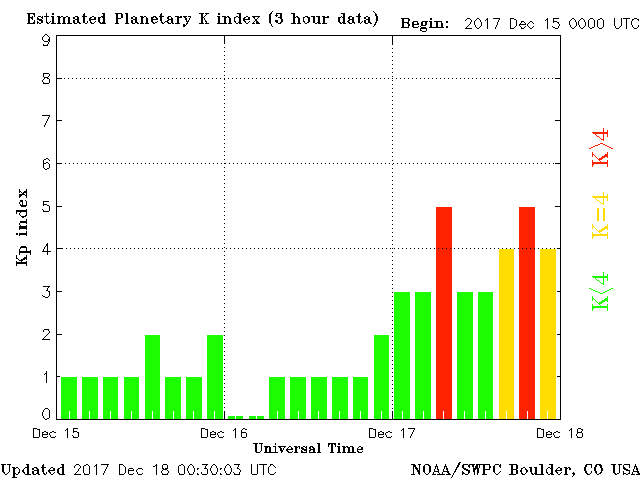 Estimated Planetary K index (3 hour data)
Begin: 2017 Dec 15 0000 UTC
9
8
7
6
5
4
3
2
1
0
Kp index
K>4
K=4
K<4
Dec 15
Dec 16
Dec 17
Dec 18
Universal Time
Updated 2017 Dec 18 00:30:03 UTC
NOAA/SWPC Boulder, CO USA